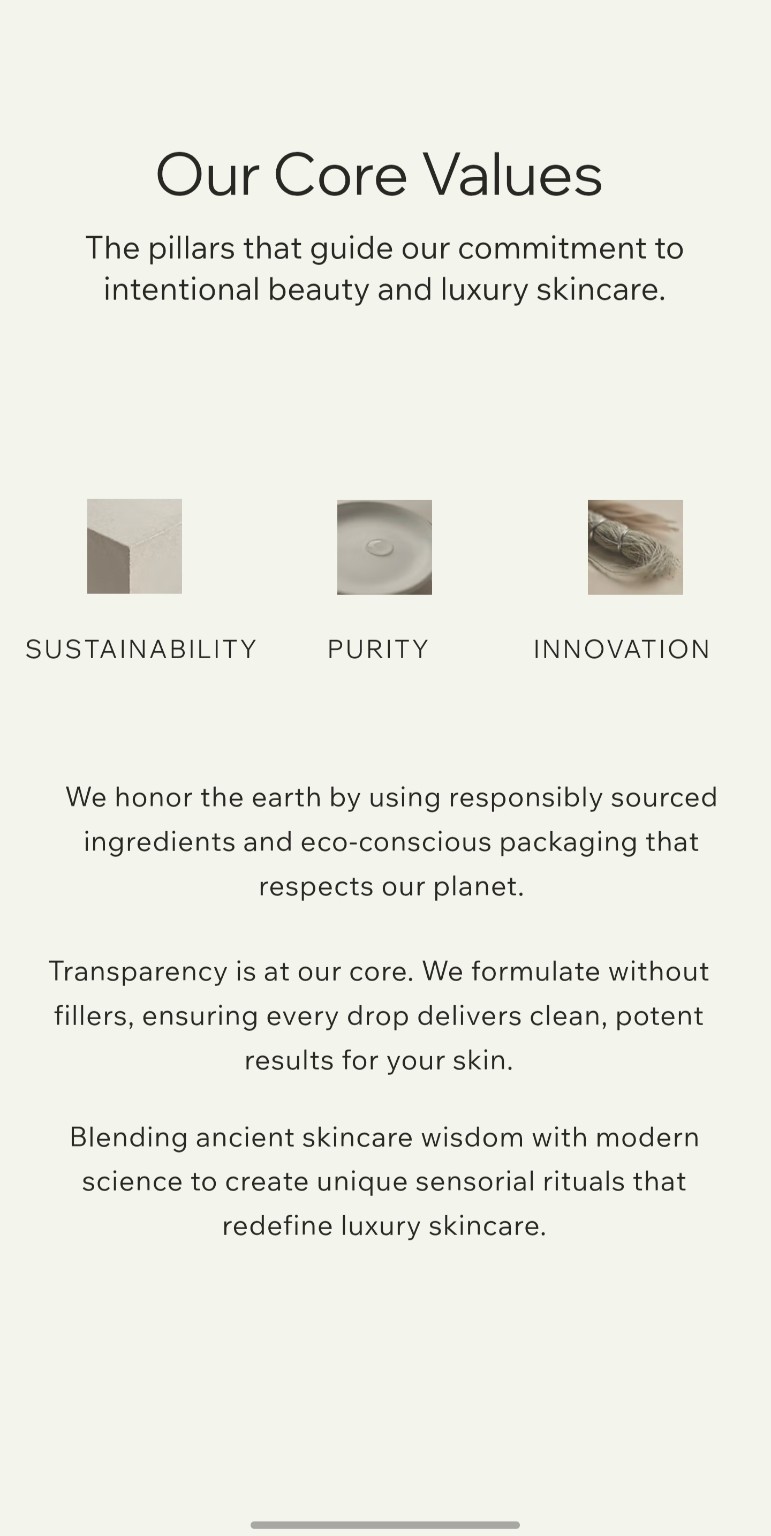 Our Core Values
The pillars that guide our commitment to
intentional beauty and luxury skincare.
SUSTAINABILITY
PURITY
INNOVATION
We honor the earth by using responsibly sourced
ingredients and eco-conscious packaging that
respects our planet.
Transparency is at our core. We formulate without
fillers, ensuring every drop delivers clean, potent
results for your skin.
Blending ancient skincare wisdom with modern
science to create unique sensorial rituals that
redefine luxury skincare.